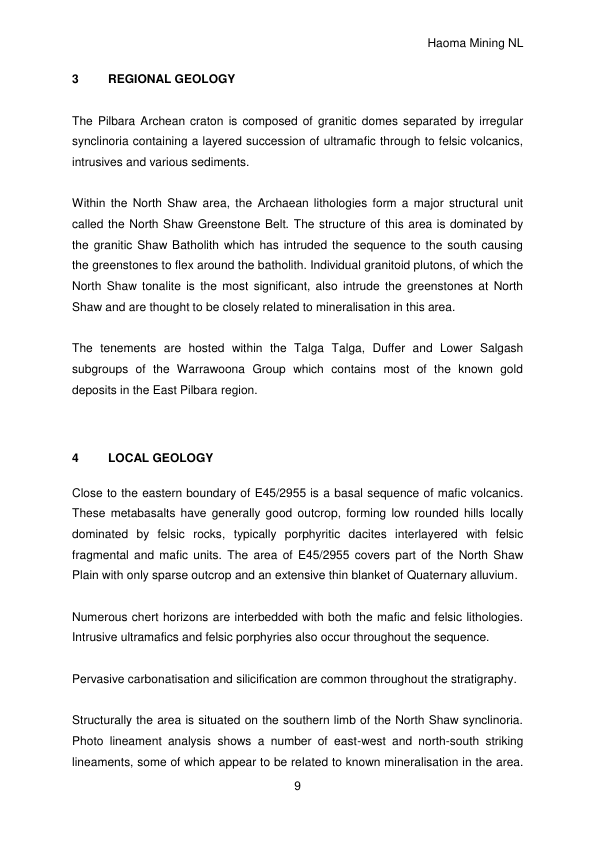 Haoma Mining NL
3 REGIONAL GEOLOGY
The Pilbara Archean craton is composed of granitic domes separated by irregular
synclinoria containing a layered succession of ultramafic through to felsic volcanics,
intrusives and various sediments.
Within the North Shaw area, the Archaean lithologies form a major structural unit
called the North Shaw Greenstone Belt. The structure of this area is dominated by
the granitic Shaw Batholith which has intruded the sequence to the south causing
the greenstones to flex around the batholith. Individual granitoid plutons, of which the
North Shaw tonalite is the most significant, also intrude the greenstones at North
Shaw and are thought to be closely related to mineralisation in this area.
The tenements are hosted within the Talga Talga, Duffer and Lower Salgash
subgroups of the Warrawoona Group which contains most of the known gold
deposits in the East Pilbara region.
4 LOCAL GEOLOGY
Close to the eastern boundary of E45/2955 is a basal sequence of mafic volcanics.
These metabasalts have generally good outcrop, forming low rounded hills locally
dominated by felsic rocks, typically porphyritic dacites interlayered with felsic
fragmental and mafic units. The area of E45/2955 covers part of the North Shaw
Plain with only sparse outcrop and an extensive thin blanket of Quaternary alluvium.
Numerous chert horizons are interbedded with both the mafic and felsic lithologies.
Intrusive ultramafics and felsic porphyries also occur throughout the sequence.
Pervasive carbonatisation and silicification are common throughout the stratigraphy.
Structurally the area is situated on the southern limb of the North Shaw synclinoria.
Photo lineament analysis shows a number of east-west and north-south striking
lineaments, some of which appear to be related to known mineralisation in the area.
9